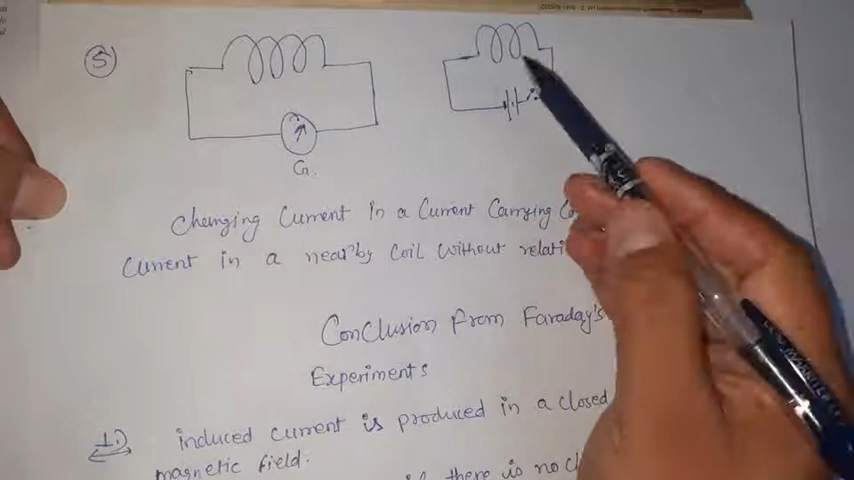 5
G
Changing Current in a Current Carrying
Current in a nearby Coil without
Conclusion From Faraday's
Experiments
1.) induced current is produced in a closed
magnetic field.
if there is no